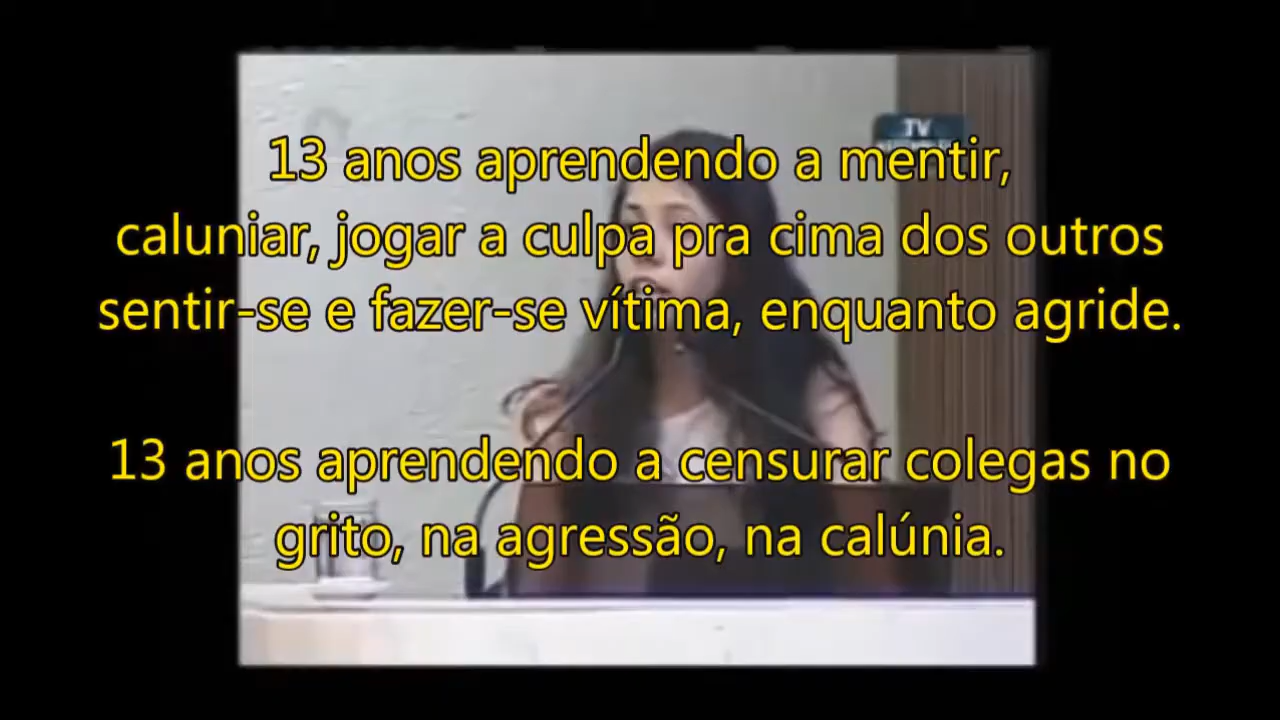 TV
13 anos aprendendo a mentir,
caluniar, jogar a culpa pra cima dos outros
sentir-se e fazer-se vítima, enquanto agride.
13 anos aprendendo a censurar colegas no
grito, na agressão, na calúnia.